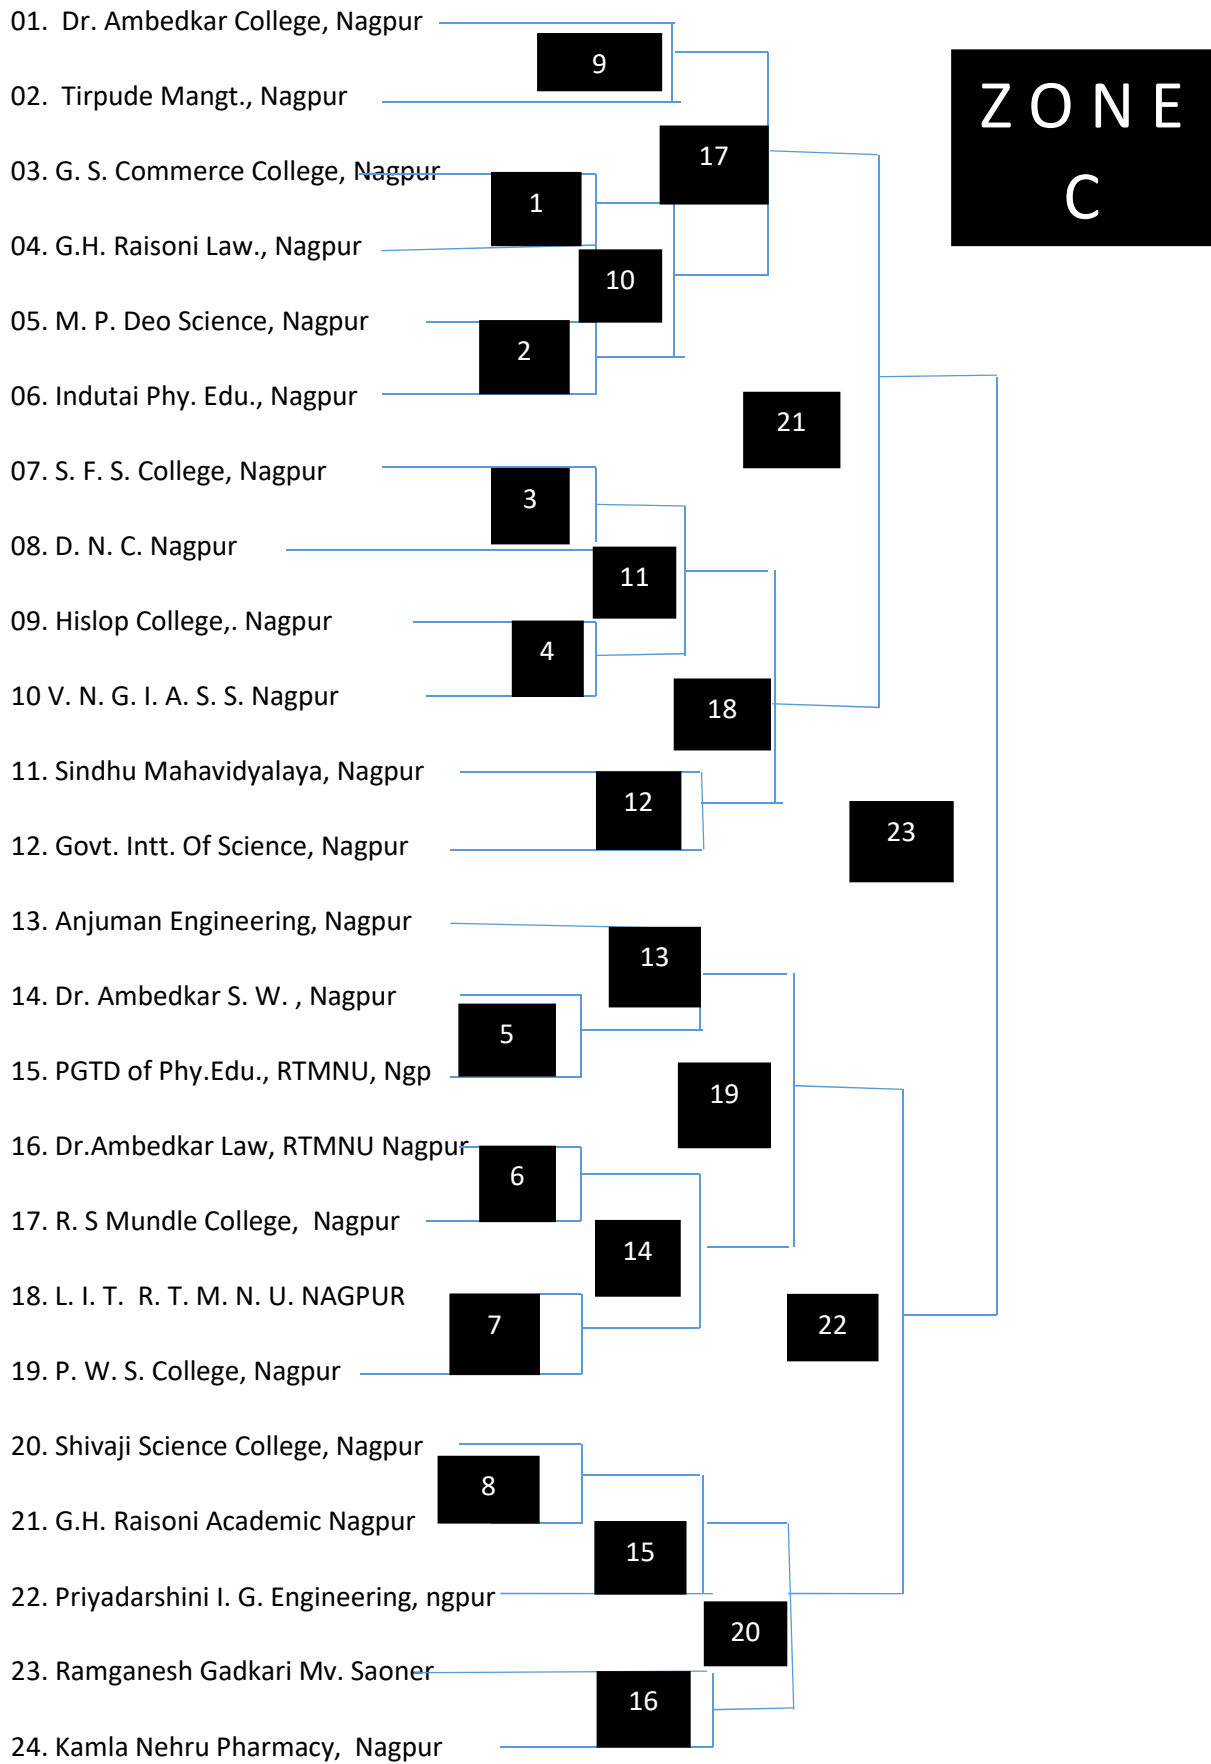 01. Dr. Ambedkar College, Nagpur
9
Z O N E
C
02. Tirpude Mangt., Nagpur
03. G. S. Commerce College, Nagpur
17
1
04. G.H. Raisoni Law., Nagpur
10
05. M. P. Deo Science, Nagpur
2
06. Indutai Phy. Edu., Nagpur
21
07. S. F. S. College, Nagpur
3
08. D. N. C. Nagpur
11
09. Hislop College,. Nagpur
4
10 V. N. G. I. A. S. S. Nagpur
18
11. Sindhu Mahavidyalaya, Nagpur
12
23
12. Govt. Intt. Of Science, Nagpur
13. Anjuman Engineering, Nagpur
13
14. Dr. Ambedkar S. W. , Nagpur
5
15. PGTD of Phy.Edu., RTMNU, Ngp
19
16. Dr.Ambedkar Law, RTMNU Nagpur
6
17. R. S Mundle College, Nagpur
14
18. L. I. T. R. T. M. N. U. NAGPUR
7
22
19. P. W. S. College, Nagpur
20. Shivaji Science College, Nagpur
8
21. G.H. Raisoni Academic Nagpur
15
22. Priyadarshini I. G. Engineering, ngpur
20
23. Ramganesh Gadkari Mv. Saoner
16
24. Kamla Nehru Pharmacy, Nagpur